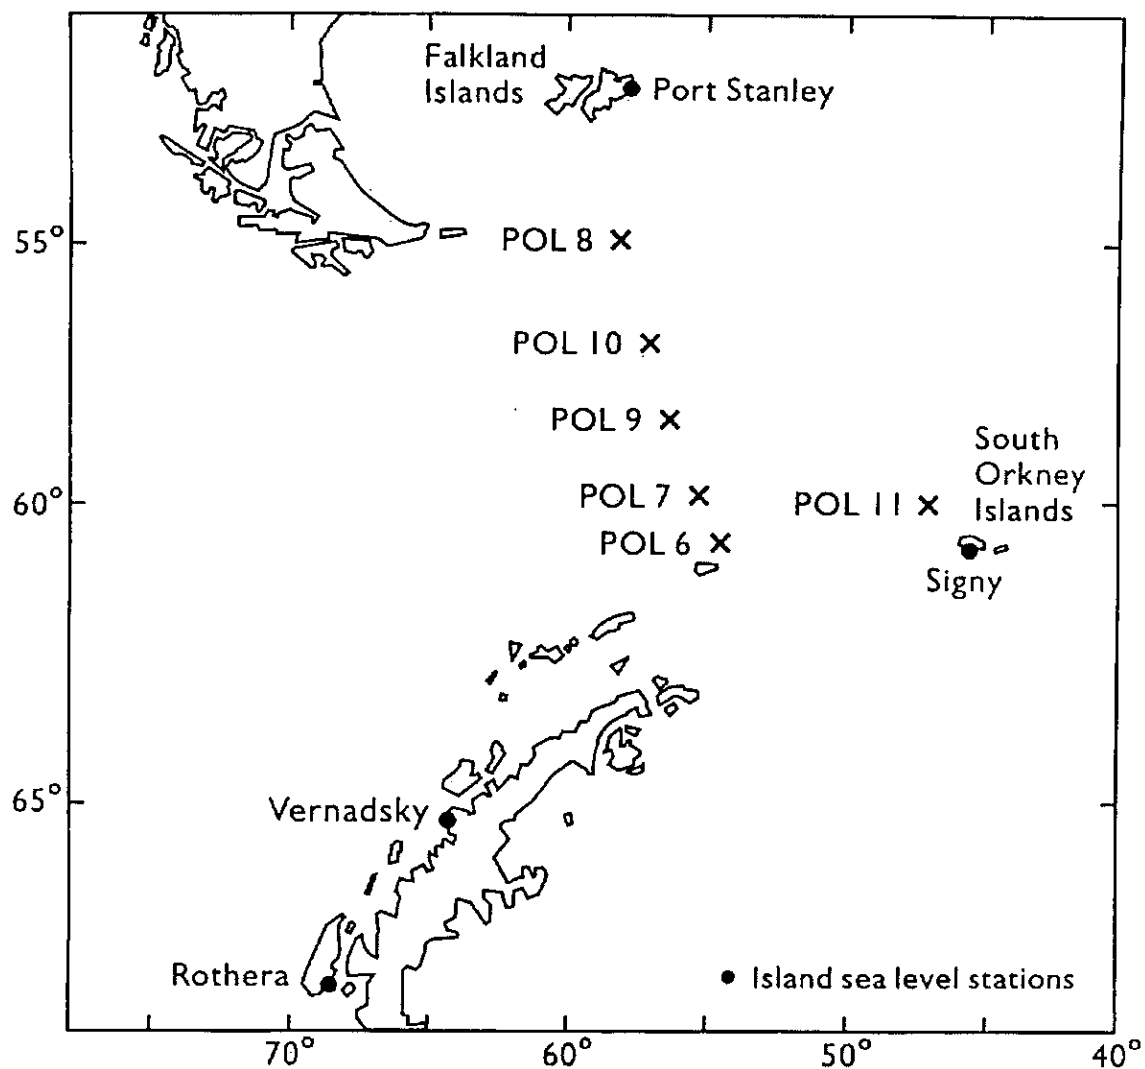 Falkland
Islands
Port Stanley
55°
POL 8
POL 10
POL 9
South
Orkney
Islands
60°
POL 7
POL 11
POL 6
Signy
65°
Vernadsky
Rothera
Island sea level stations
70°
60°
50°
40°